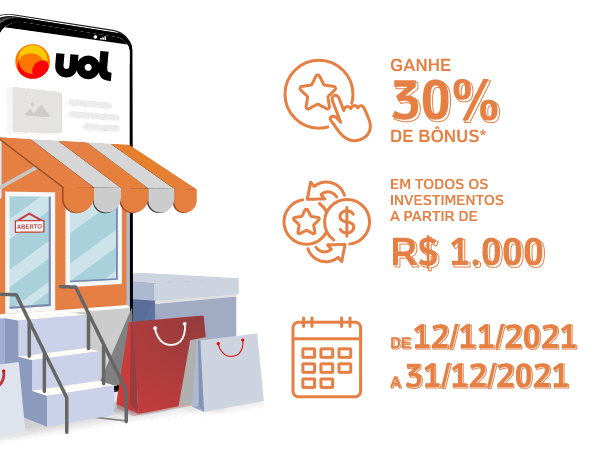 uol
ABERTO
GANHE
30%
DE BÔNUS*
EM TODOS OS
INVESTIMENTOS
A PARTIR DE
R$ 1.000
DE 12/11/2021
A 31/12/2021